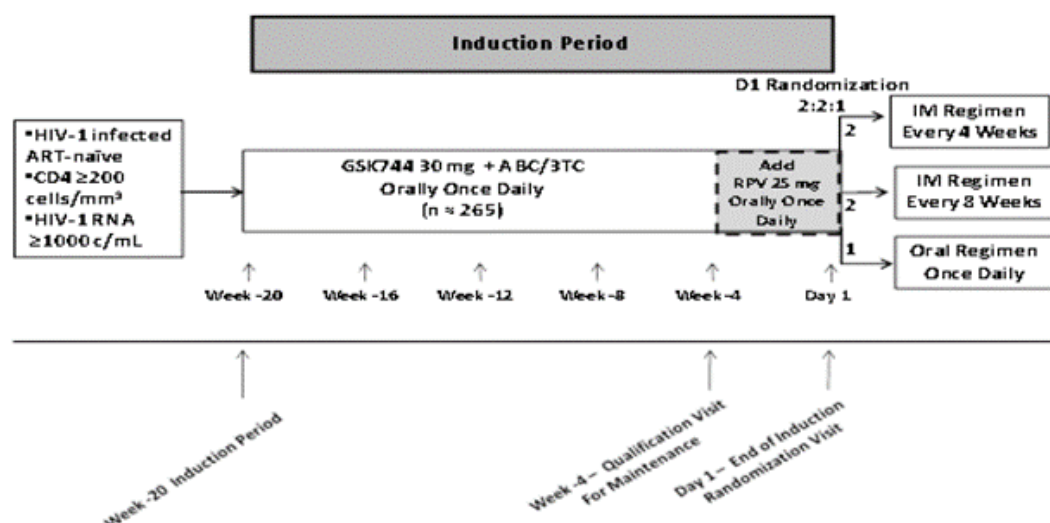 Induction Period
D1 Randomization
2:2:1
▪HIV-1 infected
ART-naïve
▪CD4 ≥200
cells/mm³
▪HIV-1 RNA
≥1000 c/mL
GSK744 30 mg + ABC/3TC
Orally Once Daily
(n ≈ 265)
Add
RPV 25 mg
Orally Once
Daily
2
IM Regimen
Every 4 Weeks
2
IM Regimen
Every 8 Weeks
1
Oral Regimen
Once Daily
Week -20
Week -16
Week -12
Week -8
Week -4
Day 1
Week -20 Induction Period
Week -4 – Qualification Visit
For Maintenance
Day 1 – End of Induction
Randomization Visit